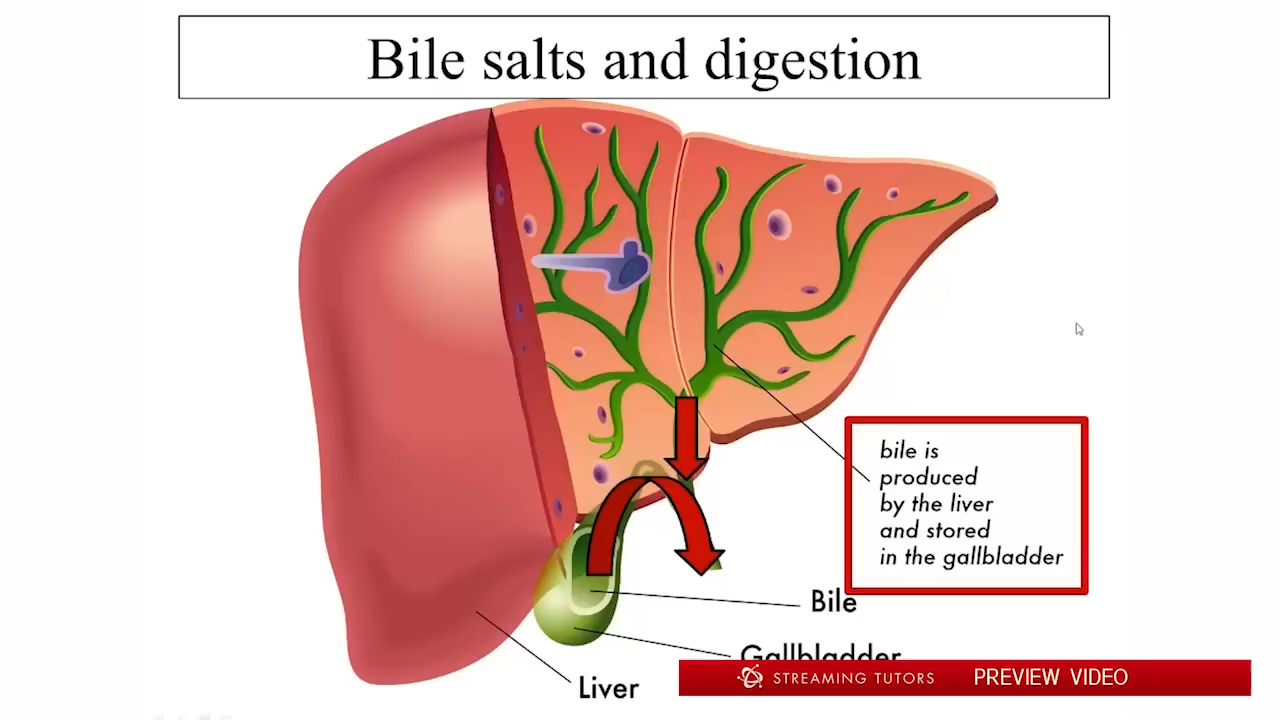 Bile salts and digestion
bile is
produced
by the liver
and stored
in the gallbladder
Bile
Gallbladder
Liver
STREAMING TUTORS PREVIEW VIDEO